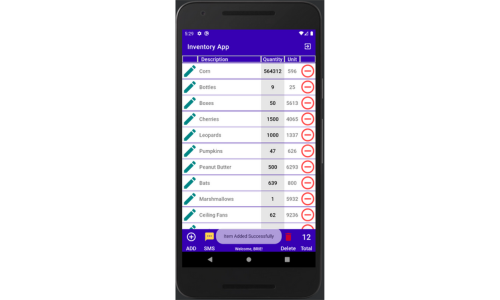 5:29
Inventory App
Description Quantity Unit
Corn 564312 596
Bottles 9 25
Boxes 50 5613
Cherries 1500 4065
Leopards 1000 1337
Pumpkins 47 626
Peanut Butter 500 6293
Bats 639 800
Marshmallows 1 5932
Ceiling Fans 62 9236
Item Added Successfully
12
ADD SMS Welcome, BRIE! Delete Total